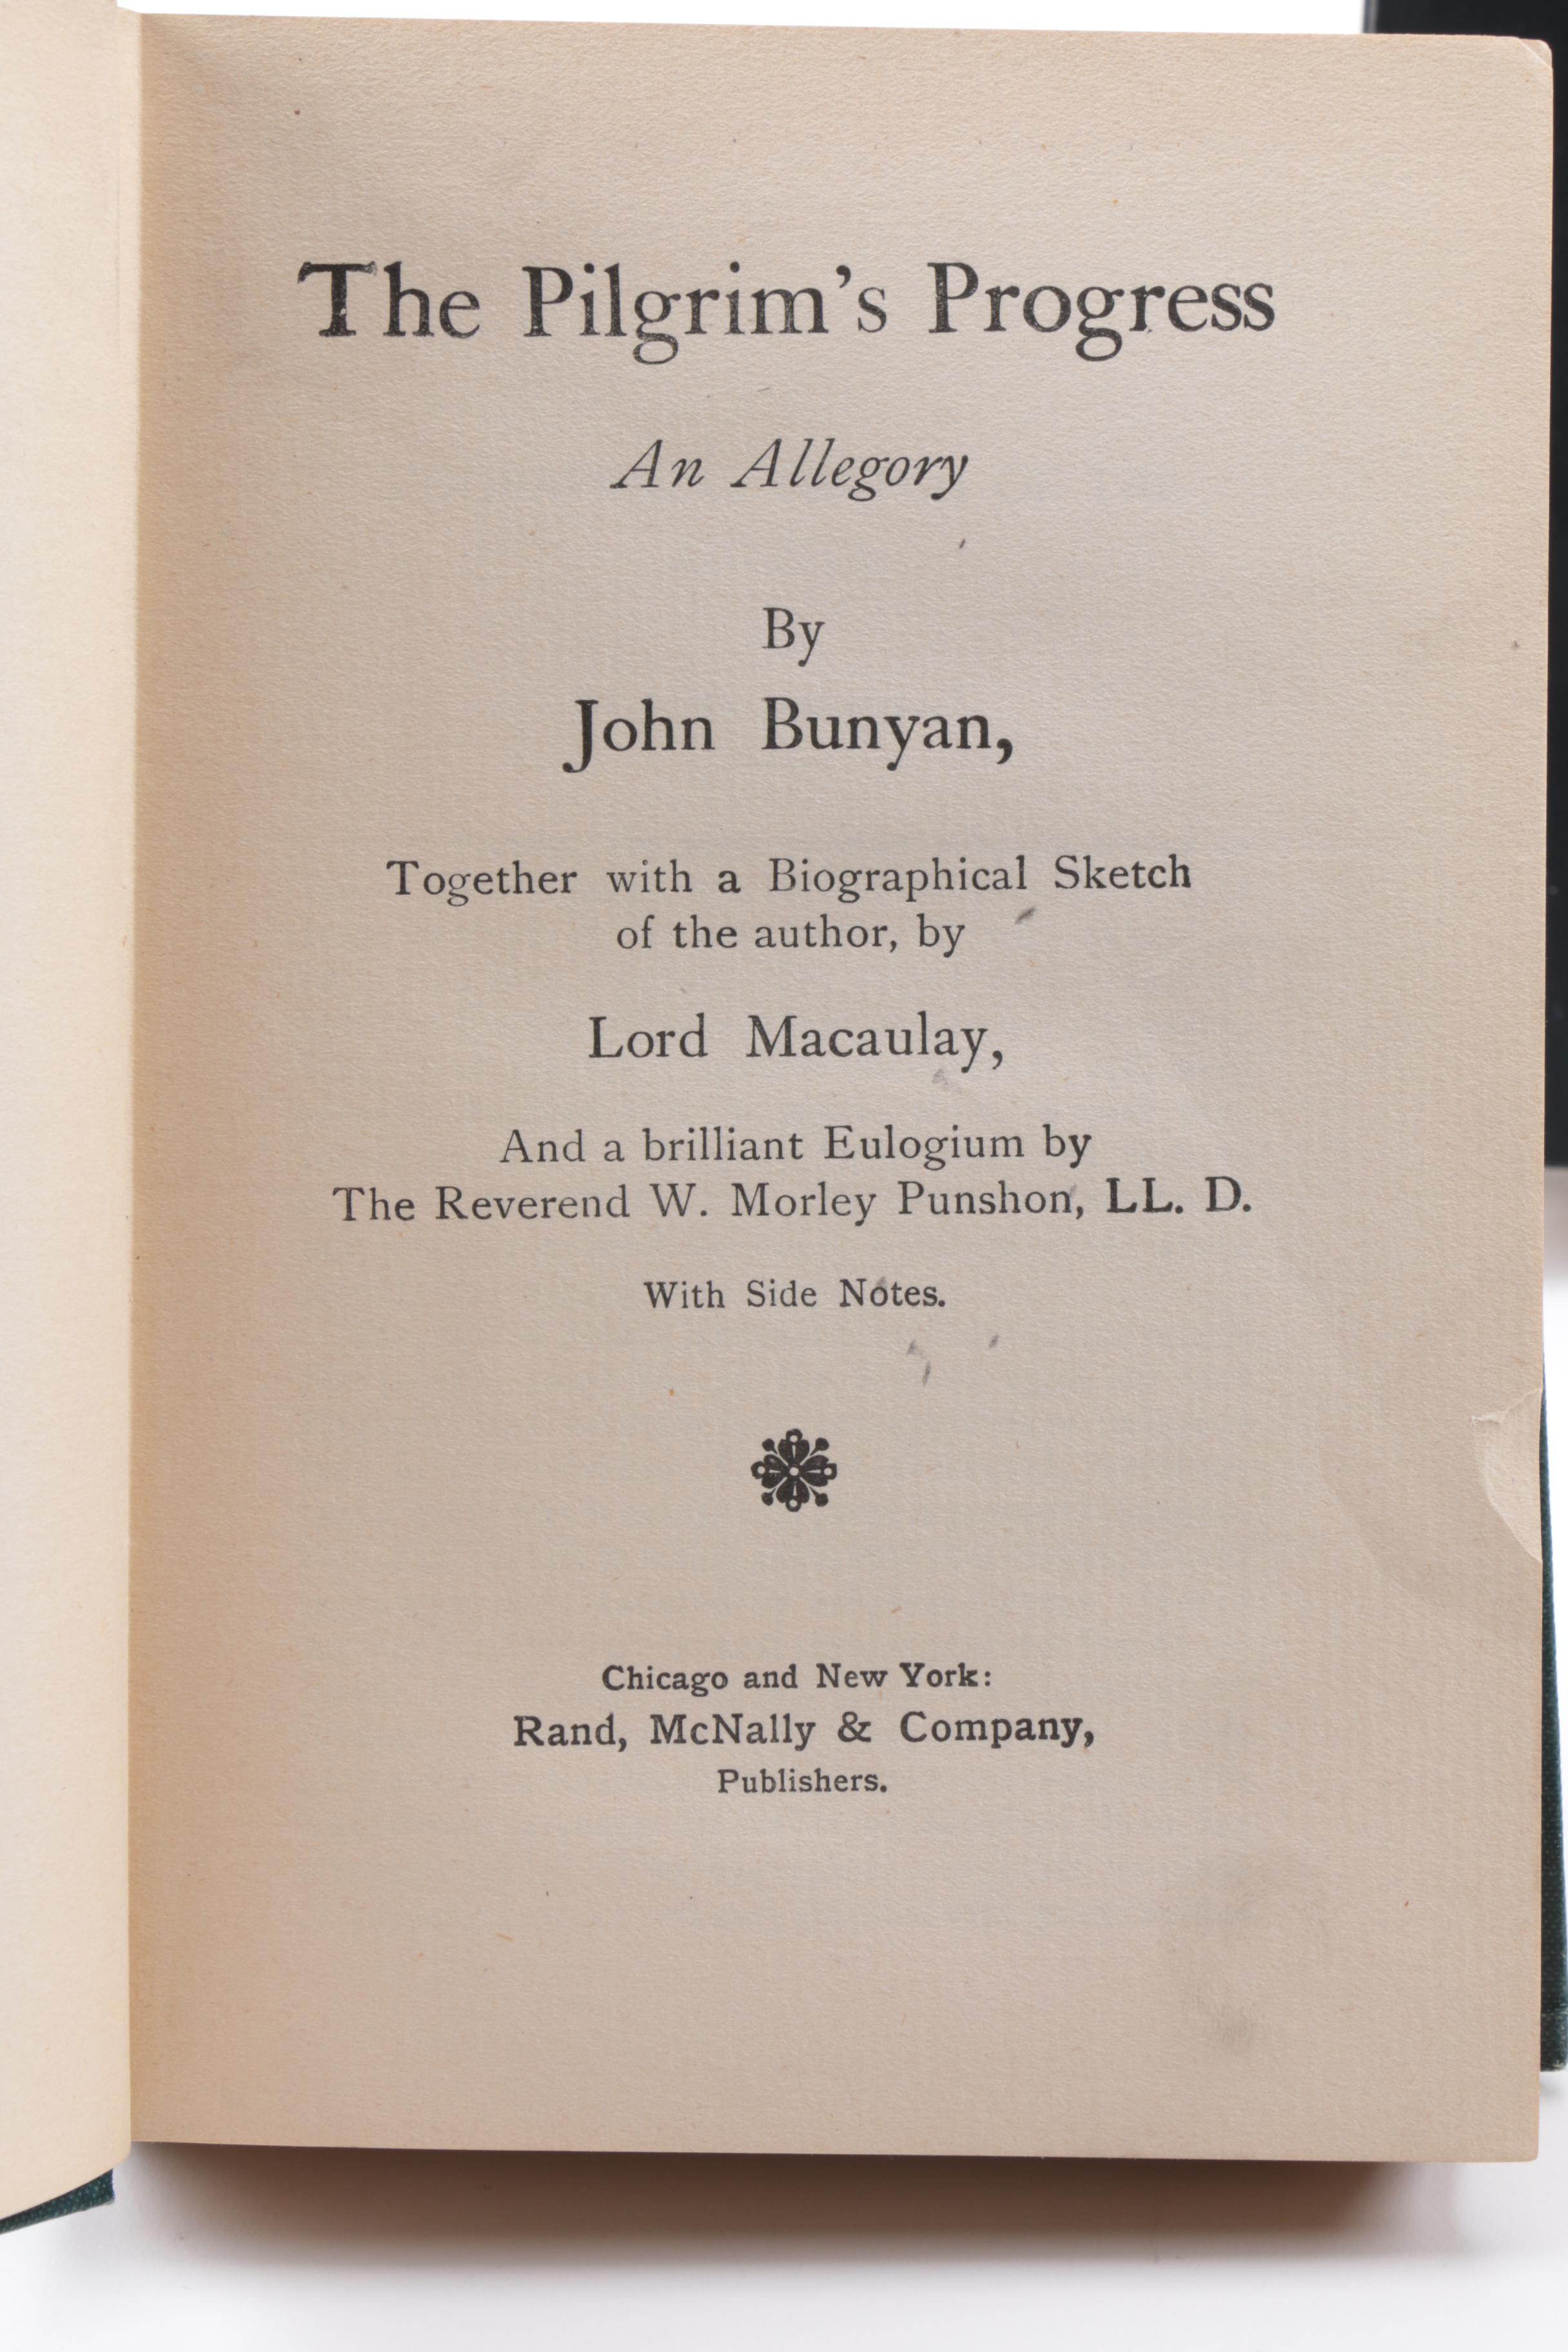 The Pilgrim's Progress
An Allegory
By
John Bunyan,
Together with a Biographical Sketch
of the author, by
Lord Macaulay,
And a brilliant Eulogium by
The Reverend W. Morley Punshon, LL. D.
With Side Notes.
Chicago and New York:
Rand, McNally & Company,
Publishers.